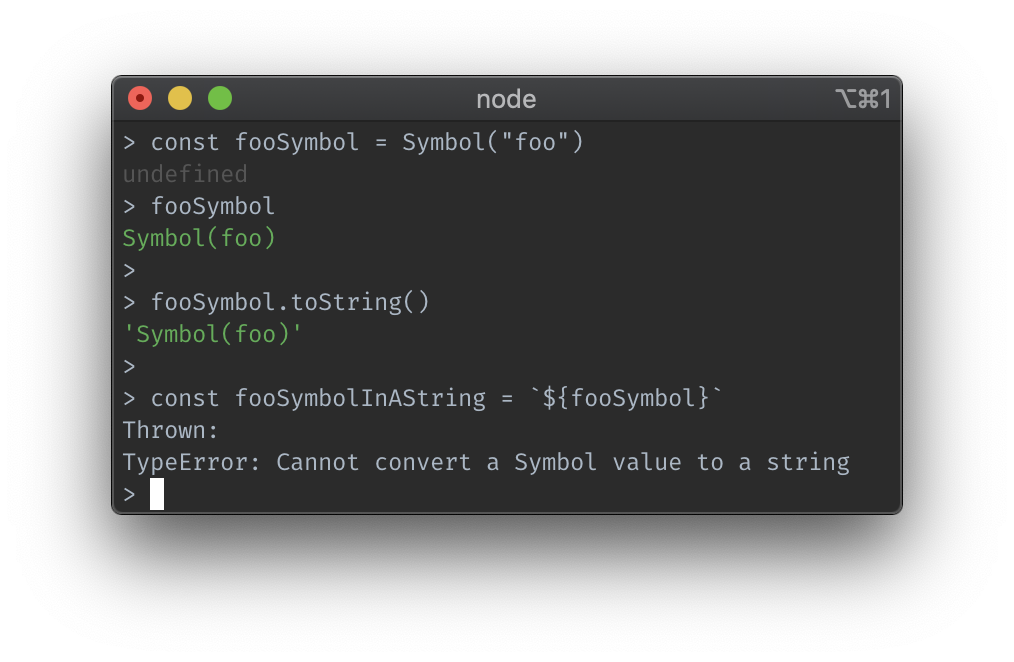 node
⌥⌘1
> const fooSymbol = Symbol("foo")
undefined
> fooSymbol
Symbol(foo)
>
> fooSymbol.toString()
'Symbol(foo)'
>
> const fooSymbolInAString = `${fooSymbol}`
Thrown:
TypeError: Cannot convert a Symbol value to a string
>